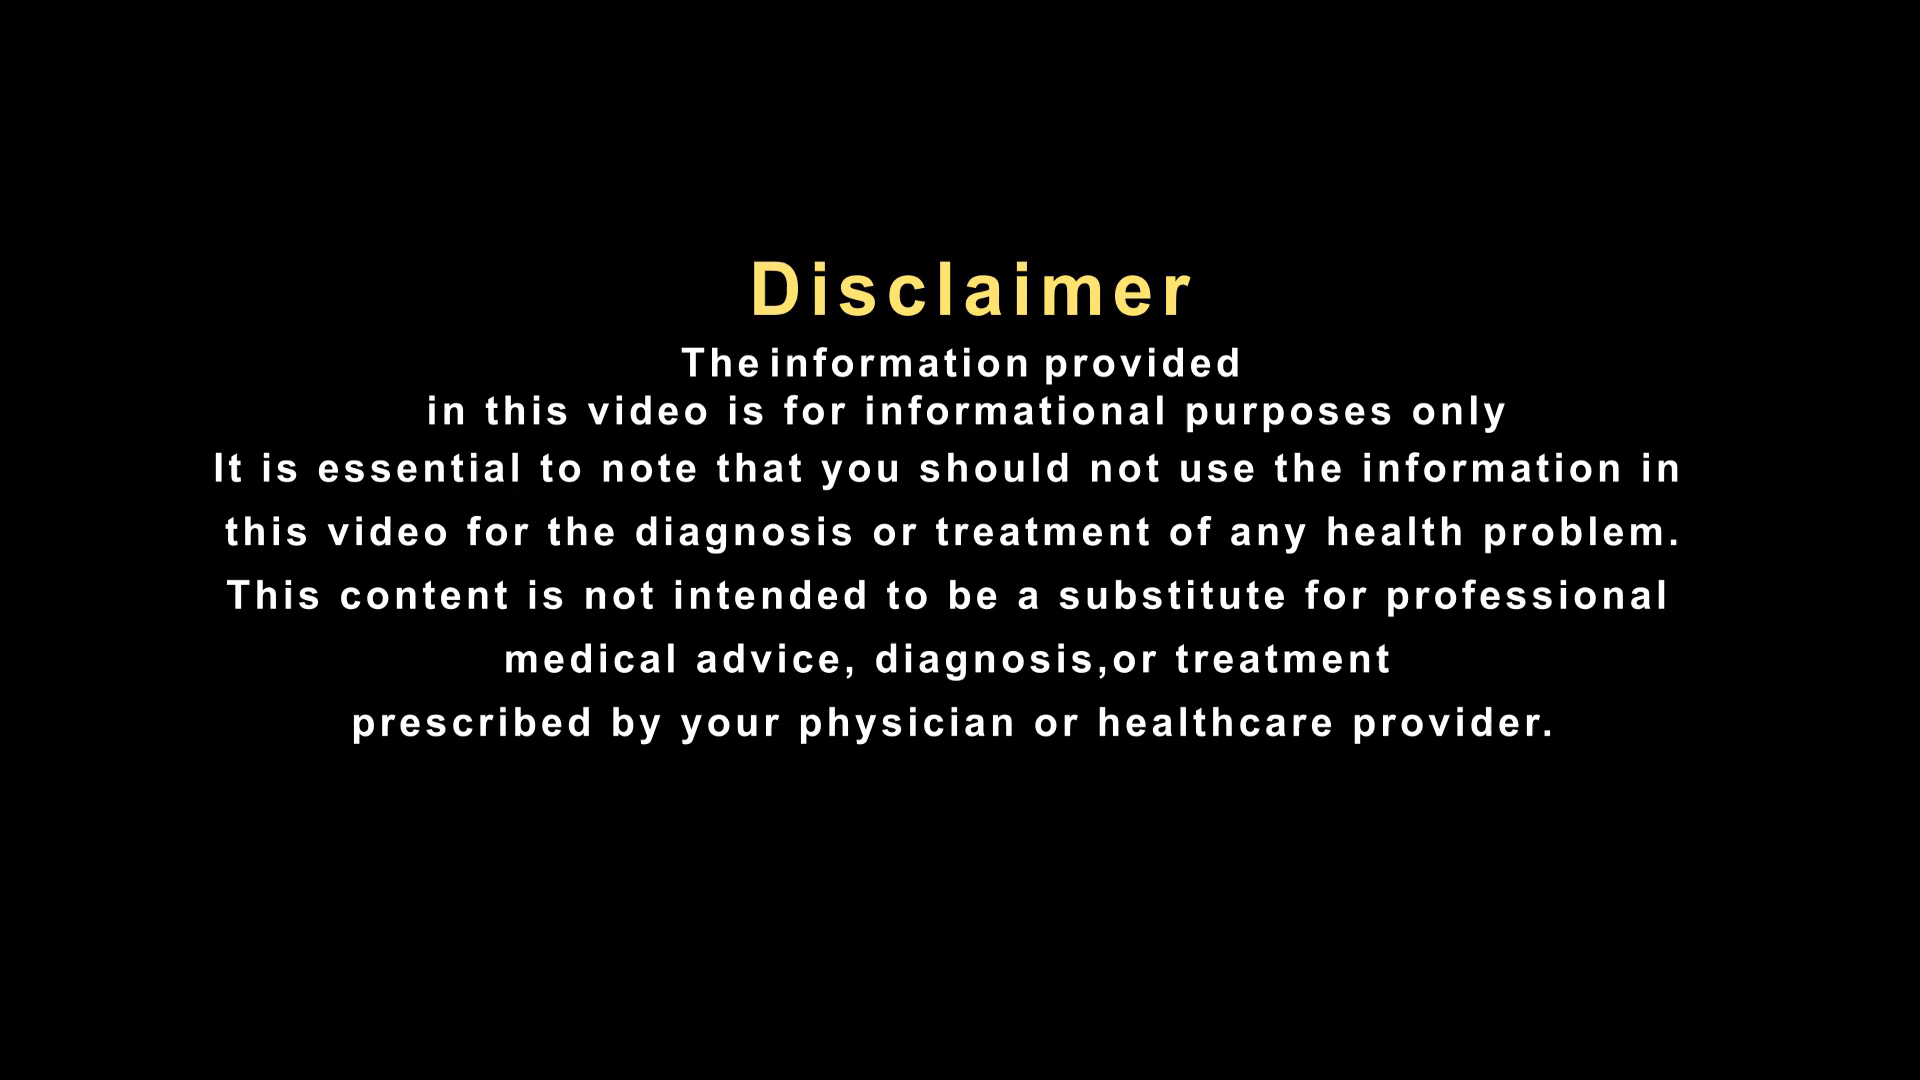 Disclaimer
The information provided
in this video is for informational purposes only
It is essential to note that you should not use the information in
this video for the diagnosis or treatment of any health problem.
This content is not intended to be a substitute for professional
medical advice, diagnosis,or treatment
prescribed by your physician or healthcare provider.